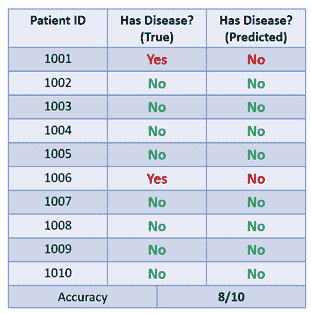 Patient ID Has Disease? Has Disease?
(True) (Predicted)
1001 Yes No
1002 No No
1003 No No
1004 No No
1005 No No
1006 Yes No
1007 No No
1008 No No
1009 No No
1010 No No
Accuracy 8/10